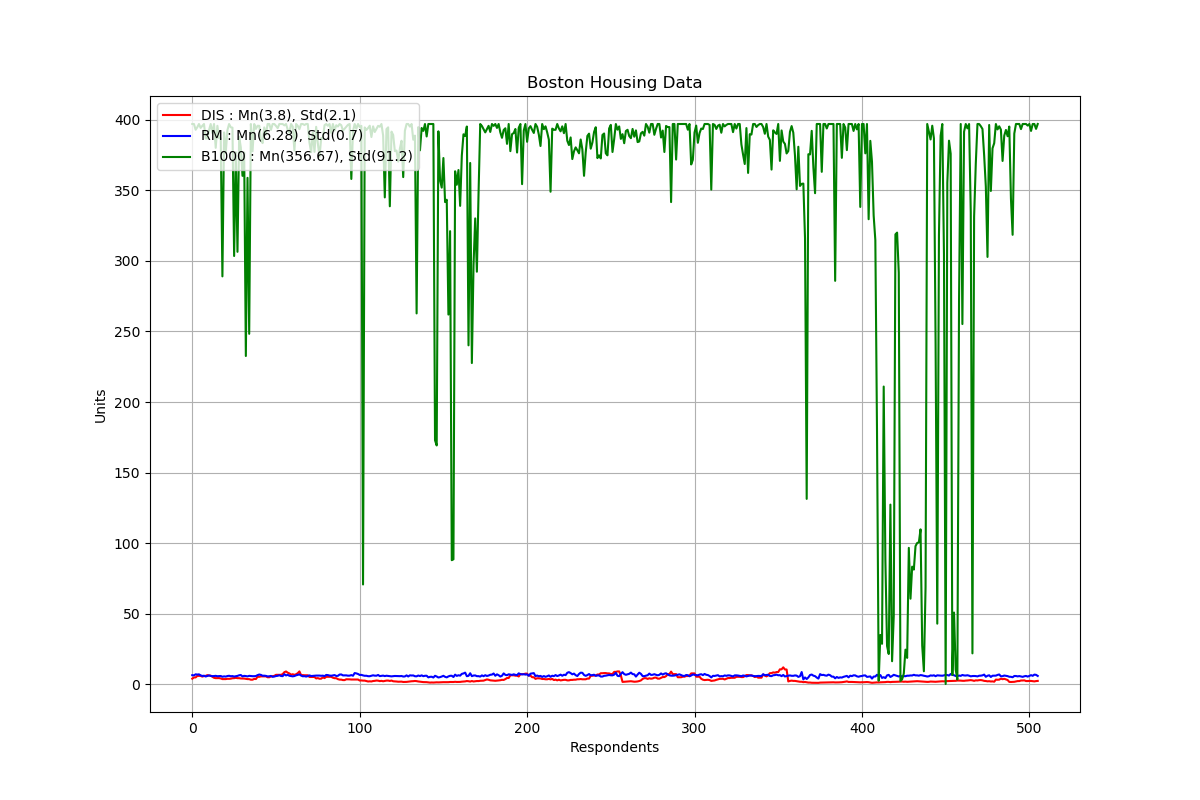 Boston Housing Data
DIS : Mn(3.8), Std(2.1)
RM : Mn(6.28), Std(0.7)
B1000 : Mn(356.67), Std(91.2)
400
350
300
250
200
150
100
50
0
Units
0 100 200 300 400 500
Respondents